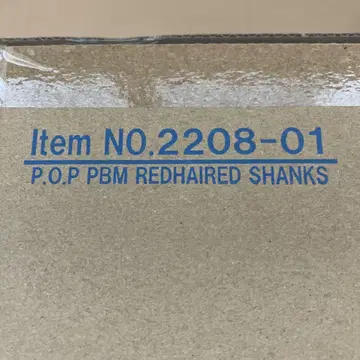 Item NO.2208-01
P.O.P PBM REDHAIRED SHANKS